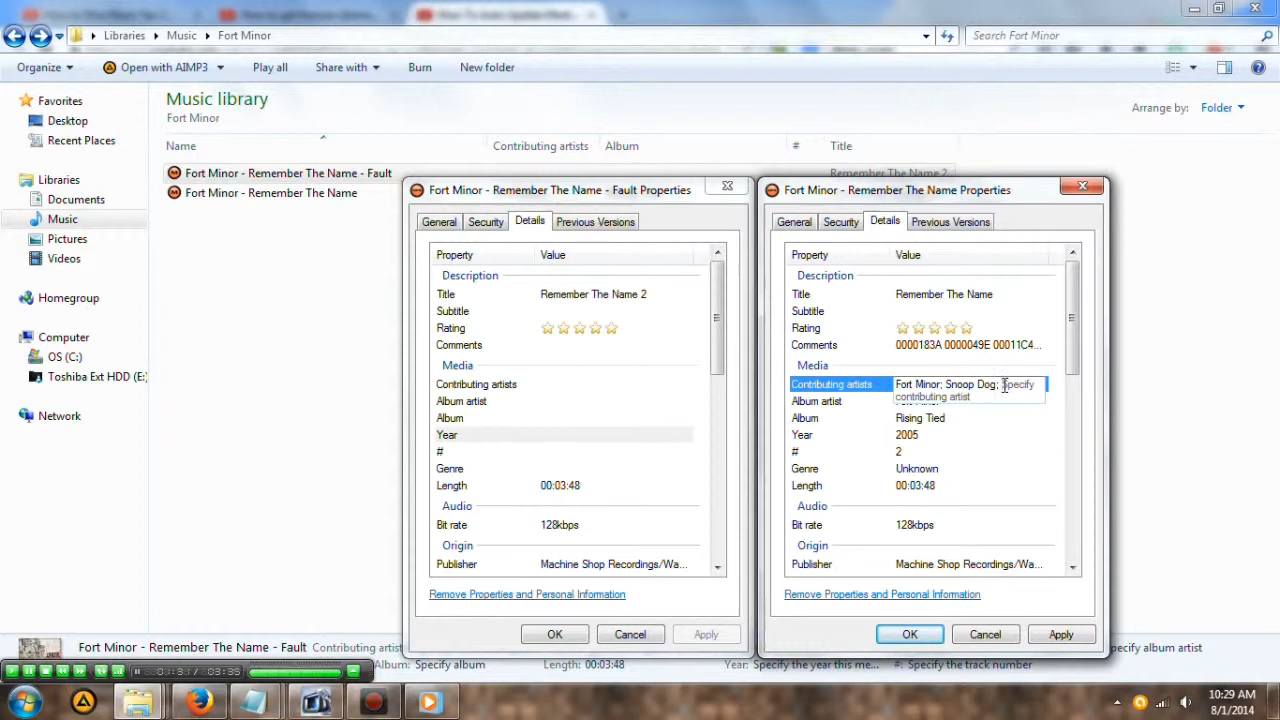 Libraries Music Fort Minor
Search Fort Minor
Organize Open with AIMP3 Play all Share with Burn New folder
Favorites
Desktop
Recent Places
Libraries
Documents
Music
Pictures
Videos
Homegroup
Computer
OS (C:)
Toshiba Ext HDD (E:)
Network
Music library
Fort Minor
Arrange by: Folder
Name Contributing artists Album # Title
Fort Minor - Remember The Name - Fault Remember The Name 2
Fort Minor - Remember The Name
Fort Minor - Remember The Name - Fault Properties
General Security Details Previous Versions
Property Value
Description
Title Remember The Name 2
Subtitle
Rating
Comments
Media
Contributing artists
Album artist
Album
Year
#
Genre
Length 00:03:48
Audio
Bit rate 128kbps
Origin
Publisher Machine Shop Recordings/Wa...
Remove Properties and Personal Information
OK Cancel Apply
Fort Minor - Remember The Name Properties
General Security Details Previous Versions
Property Value
Description
Title Remember The Name
Subtitle
Rating
Comments 0000183A 0000049E 00011C4...
Media
Contributing artists Fort Minor; Snoop Dog; Specify
contributing artist
Album artist
Album Rising Tied
Year 2005
# 2
Genre Unknown
Length 00:03:48
Audio
Bit rate 128kbps
Origin
Publisher Machine Shop Recordings/Wa...
Remove Properties and Personal Information
OK Cancel Apply
Fort Minor - Remember The Name - Fault Contributing artists
pecify album artist
Album: Specify album Length: 00:03:48 Year: Specify the year this me... #: Specify the track number
10:29 AM
8/1/2014